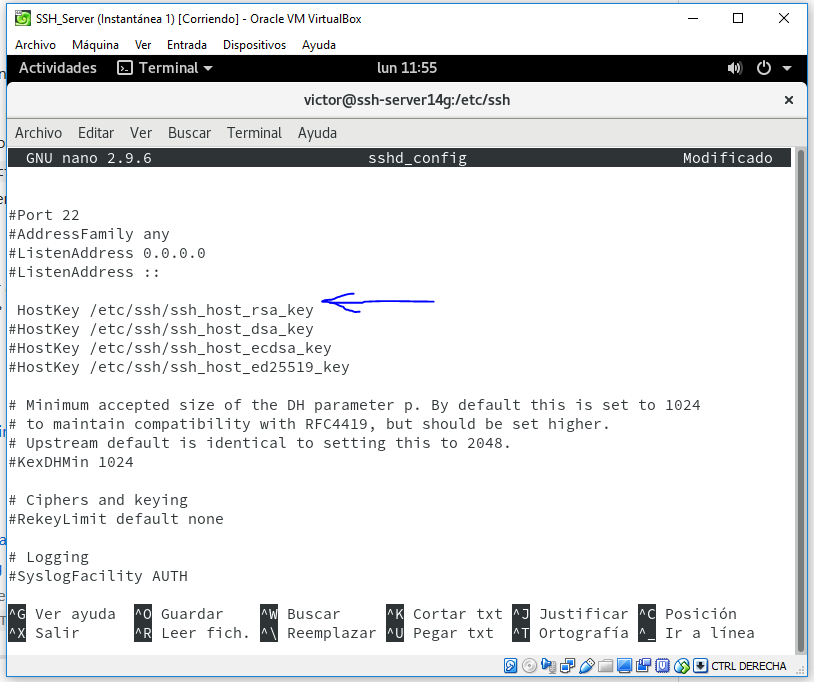 SSH_Server (Instantánea 1) [Corriendo] - Oracle VM VirtualBox
Archivo Máquina Ver Entrada Dispositivos Ayuda
Actividades Terminal lun 11:55
victor@ssh-server14g:/etc/ssh
Archivo Editar Ver Buscar Terminal Ayuda
GNU nano 2.9.6 sshd_config Modificado
#Port 22
#AddressFamily any
#ListenAddress 0.0.0.0
#ListenAddress ::
HostKey /etc/ssh/ssh_host_rsa_key
#HostKey /etc/ssh/ssh_host_dsa_key
#HostKey /etc/ssh/ssh_host_ecdsa_key
#HostKey /etc/ssh/ssh_host_ed25519_key
# Minimum accepted size of the DH parameter p. By default this is set to 1024
# to maintain compatibility with RFC4419, but should be set higher.
# Upstream default is identical to setting this to 2048.
#KexDHMin 1024
# Ciphers and keying
#RekeyLimit default none
# Logging
#SyslogFacility AUTH
^G Ver ayuda ^O Guardar ^W Buscar ^K Cortar txt ^J Justificar ^C Posición
^X Salir ^R Leer fich. ^\ Reemplazar ^U Pegar txt ^T Ortografía ^_ Ir a línea
CTRL DERECHA